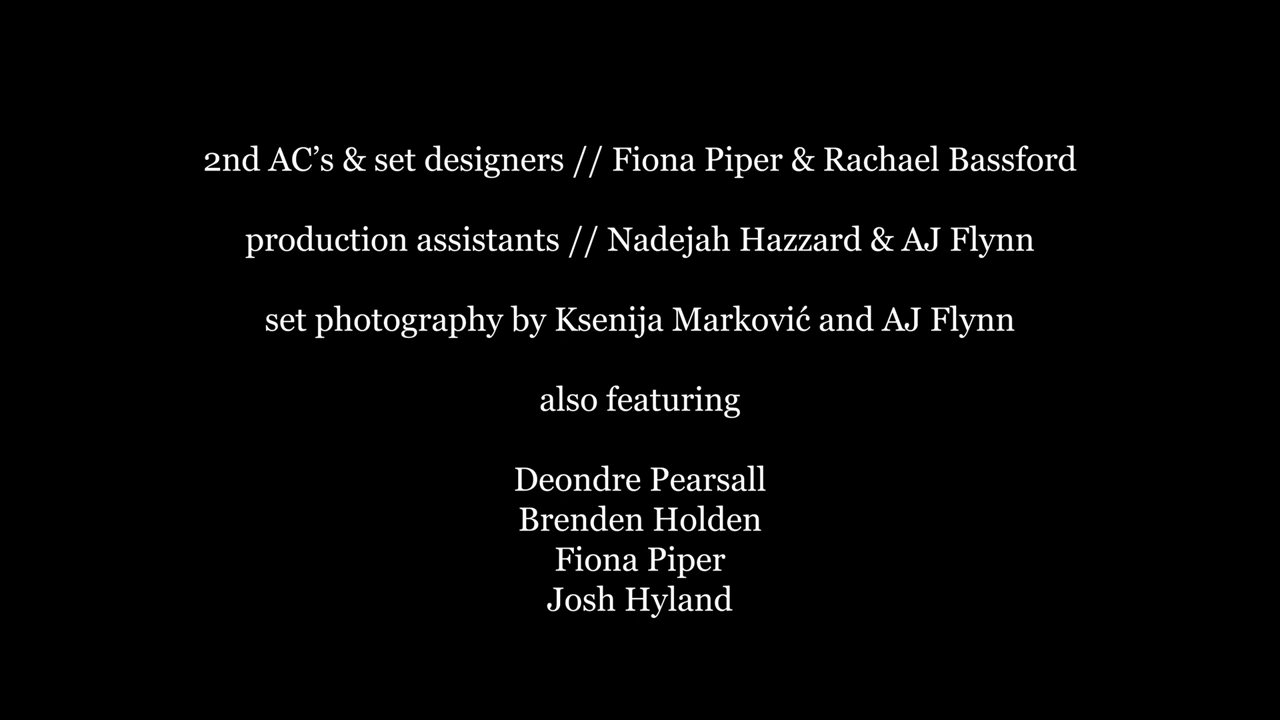 2nd AC’s & set designers // Fiona Piper & Rachael Bassford
production assistants // Nadejah Hazzard & AJ Flynn
set photography by Ksenija Marković and AJ Flynn
also featuring
Deondre Pearsall
Brenden Holden
Fiona Piper
Josh Hyland